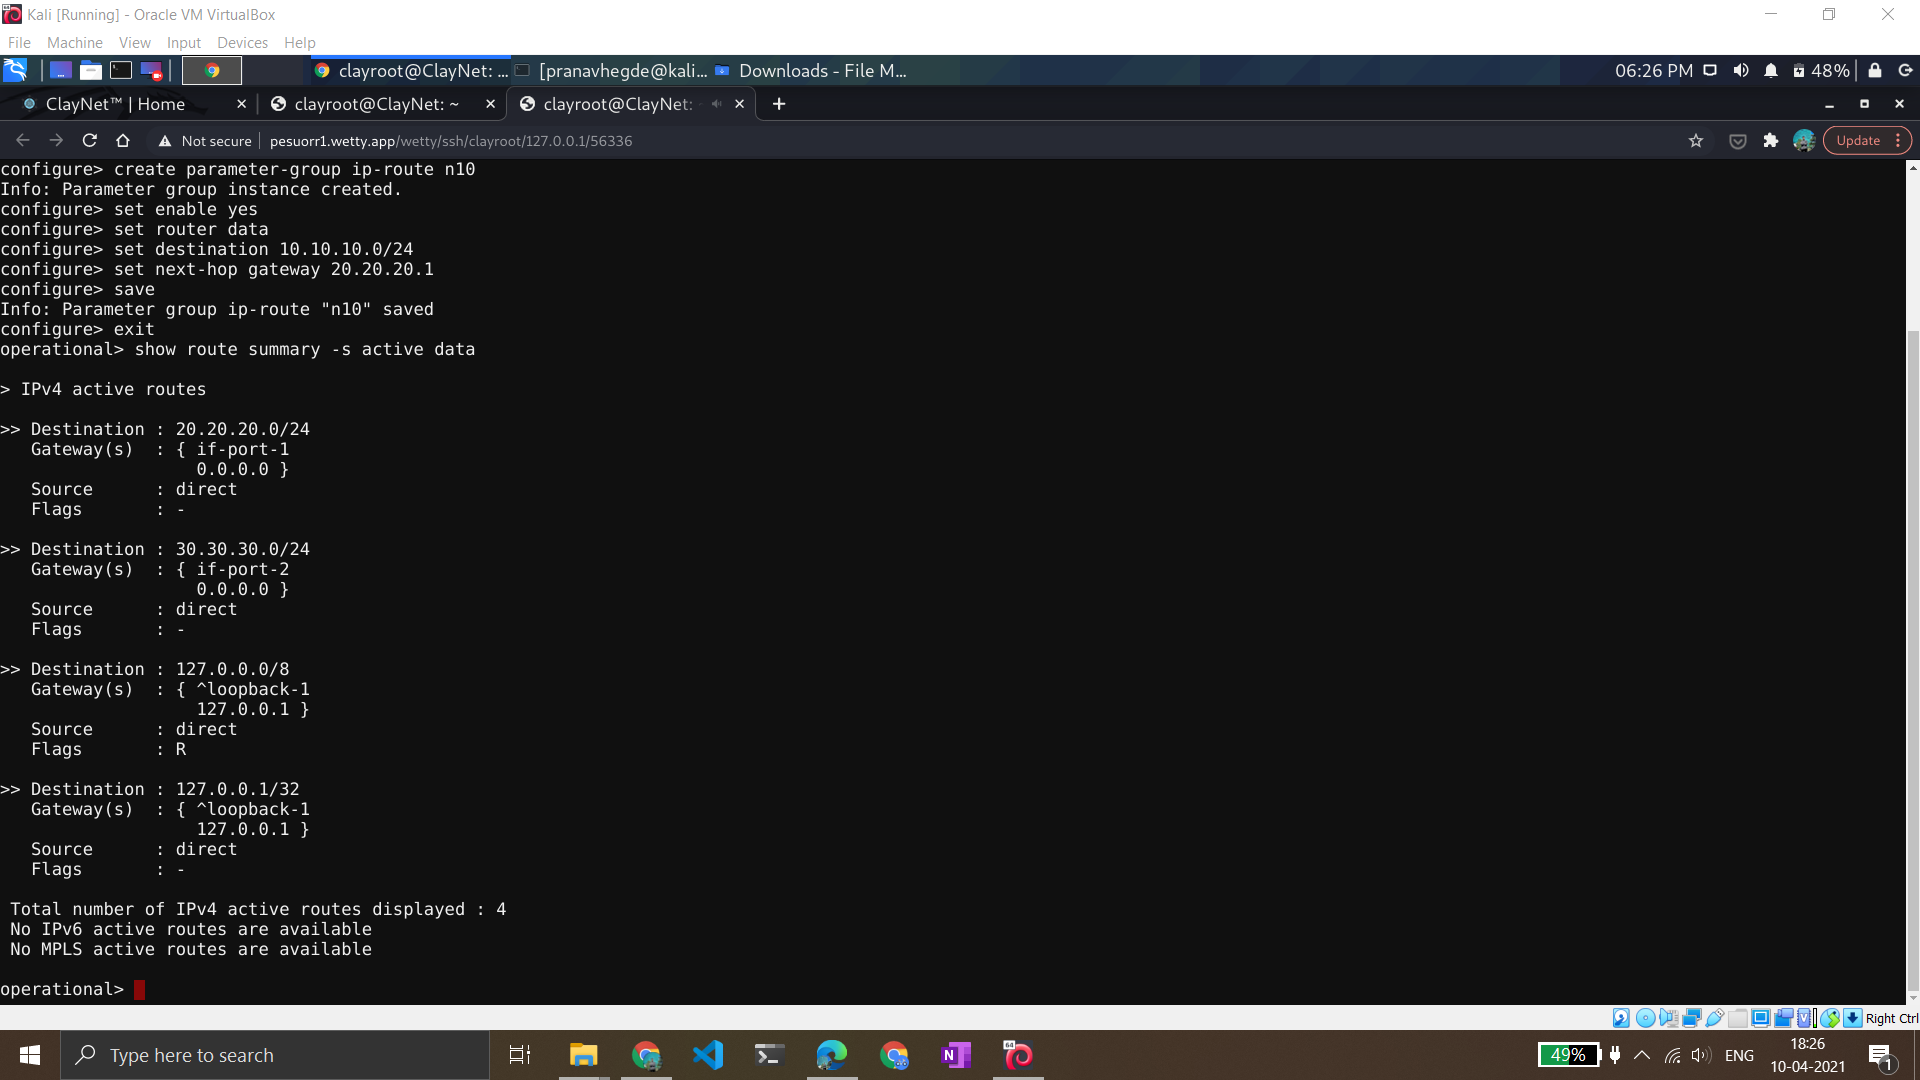 Kali [Running] - Oracle VM VirtualBox
File Machine View Input Devices Help
clayroot@ClayNet: ... [pranavhegde@kali... Downloads - File M... 06:26 PM 48%
ClayNet™ | Home clayroot@ClayNet: ~ clayroot@ClayNet:
Not secure pesuorr1.wetty.app/wetty/ssh/clayroot/127.0.0.1/56336 Update
configure> create parameter-group ip-route n10
Info: Parameter group instance created.
configure> set enable yes
configure> set router data
configure> set destination 10.10.10.0/24
configure> set next-hop gateway 20.20.20.1
configure> save
Info: Parameter group ip-route "n10" saved
configure> exit
operational> show route summary -s active data
> IPv4 active routes
>> Destination : 20.20.20.0/24
Gateway(s) : { if-port-1
0.0.0.0 }
Source : direct
Flags : -
>> Destination : 30.30.30.0/24
Gateway(s) : { if-port-2
0.0.0.0 }
Source : direct
Flags : -
>> Destination : 127.0.0.0/8
Gateway(s) : { ^loopback-1
127.0.0.1 }
Source : direct
Flags : R
>> Destination : 127.0.0.1/32
Gateway(s) : { ^loopback-1
127.0.0.1 }
Source : direct
Flags : -
Total number of IPv4 active routes displayed : 4
No IPv6 active routes are available
No MPLS active routes are available
operational>
Right Ctrl
Type here to search
49% ENG 18:26
10-04-2021
1